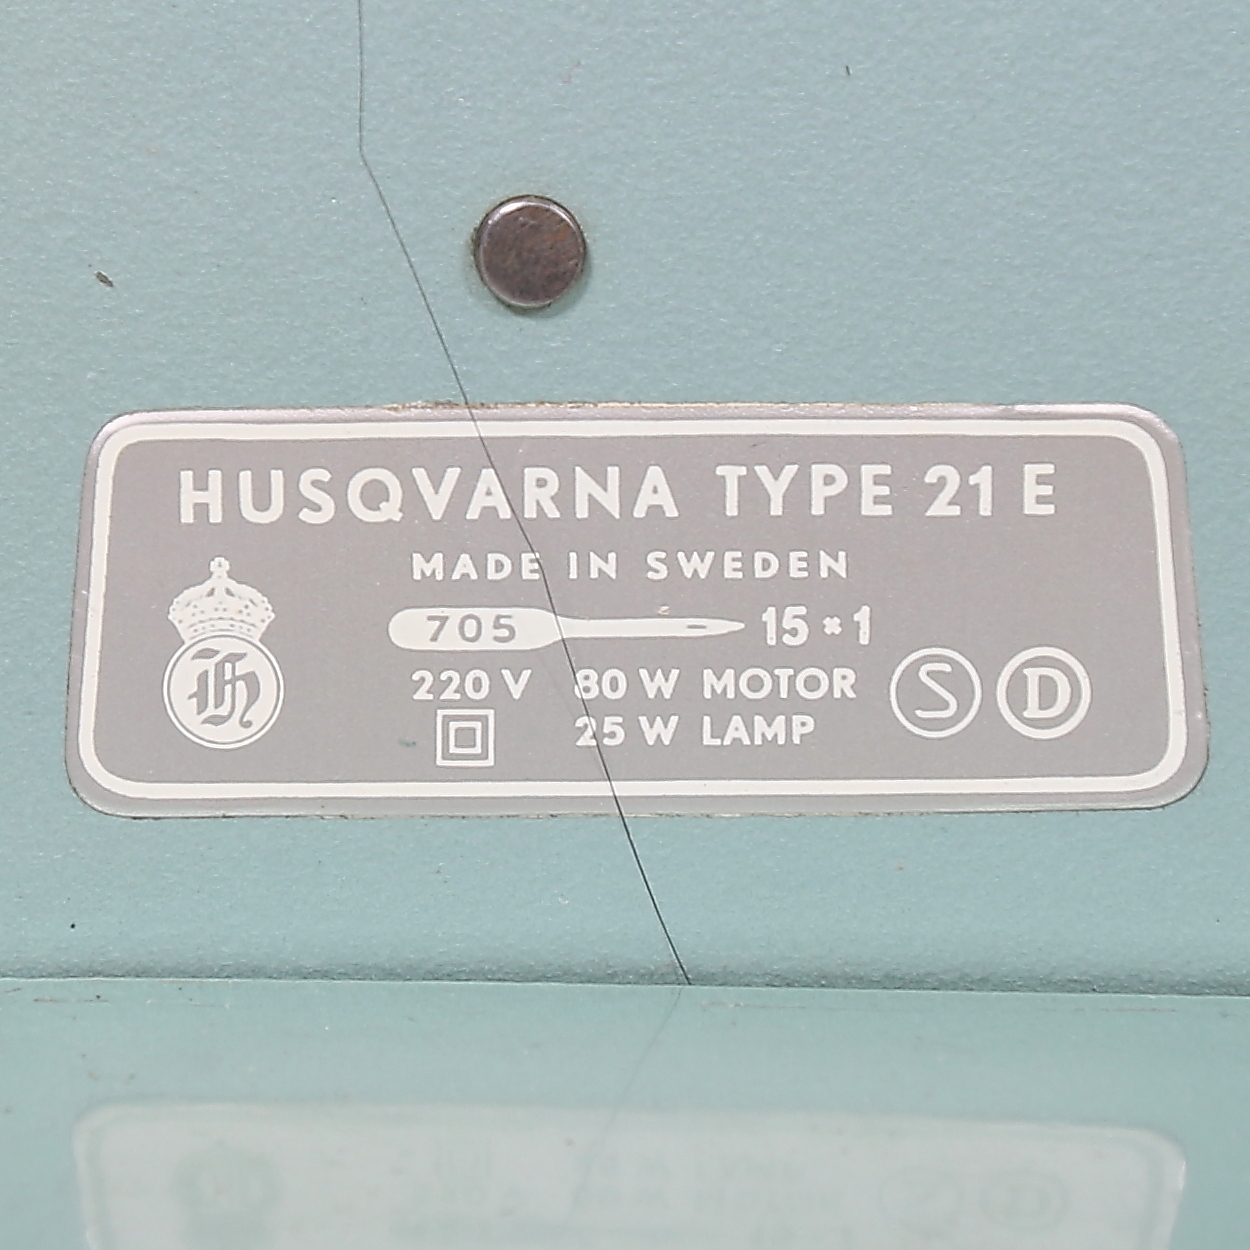 HUSQVARNA TYPE 21 E
MADE IN SWEDEN
705 15×1
220 V 80 W MOTOR
25 W LAMP
H
S D